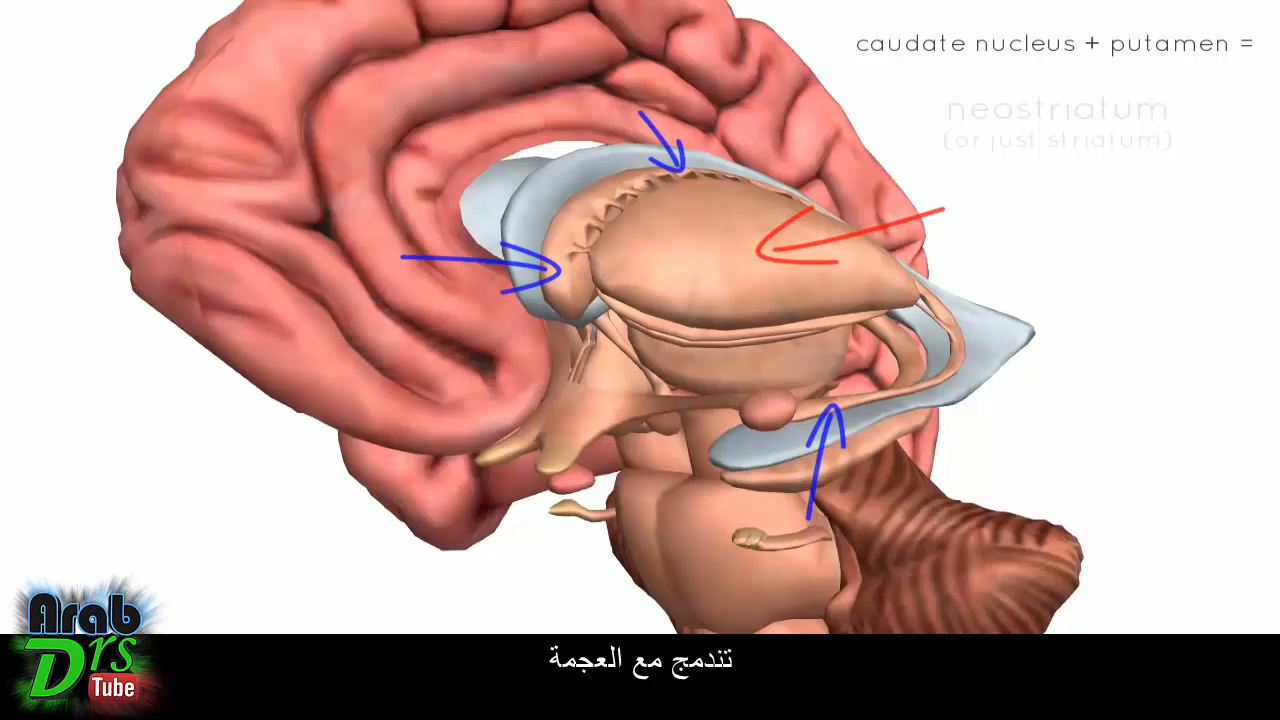 caudate nucleus + putamen =
neostriatum
(or just striatum)
Arab
Drs
Tube
تندمج مع العجمة